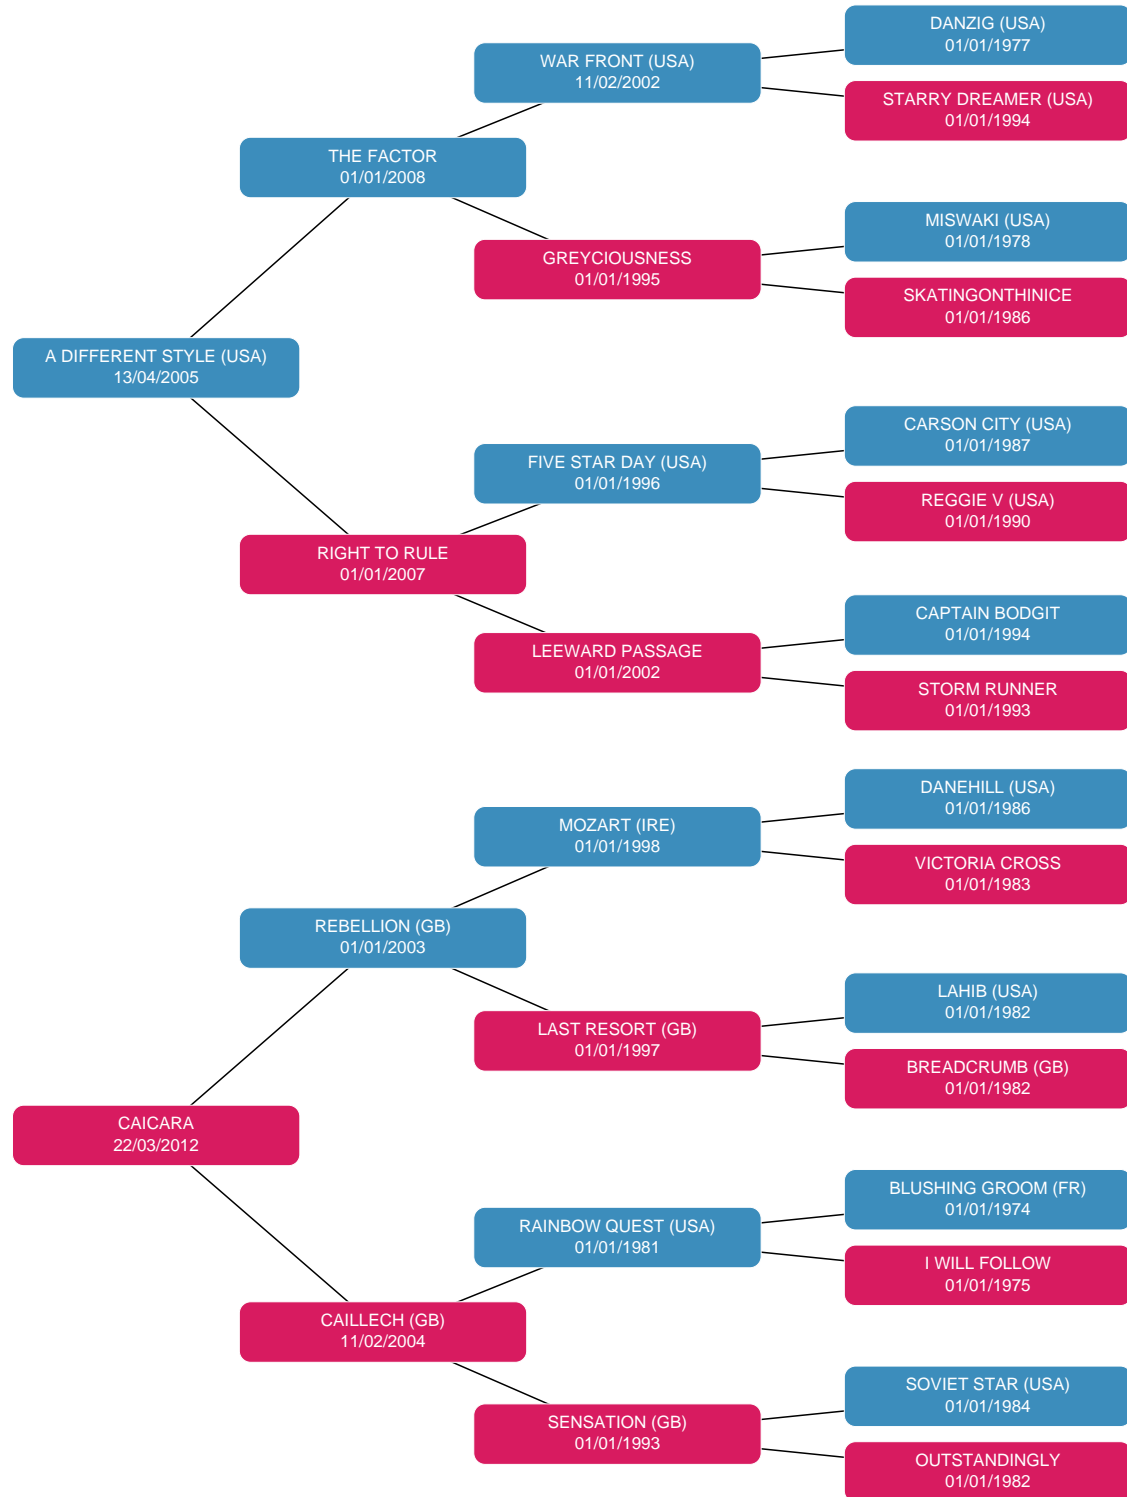 DANZIG (USA)
01/01/1977
WAR FRONT (USA)
11/02/2002
STARRY DREAMER (USA)
01/01/1994
THE FACTOR
01/01/2008
MISWAKI (USA)
01/01/1978
GREYCIOUSNESS
01/01/1995
SKATINGONTHINICE
01/01/1986
A DIFFERENT STYLE (USA)
13/04/2005
CARSON CITY (USA)
01/01/1987
FIVE STAR DAY (USA)
01/01/1996
REGGIE V (USA)
01/01/1990
RIGHT TO RULE
01/01/2007
CAPTAIN BODGIT
01/01/1994
LEEWARD PASSAGE
01/01/2002
STORM RUNNER
01/01/1993
DANEHILL (USA)
01/01/1986
MOZART (IRE)
01/01/1998
VICTORIA CROSS
01/01/1983
REBELLION (GB)
01/01/2003
LAHIB (USA)
01/01/1982
LAST RESORT (GB)
01/01/1997
BREADCRUMB (GB)
01/01/1982
CAICARA
22/03/2012
BLUSHING GROOM (FR)
01/01/1974
RAINBOW QUEST (USA)
01/01/1981
I WILL FOLLOW
01/01/1975
CAILLECH (GB)
11/02/2004
SOVIET STAR (USA)
01/01/1984
SENSATION (GB)
01/01/1993
OUTSTANDINGLY
01/01/1982